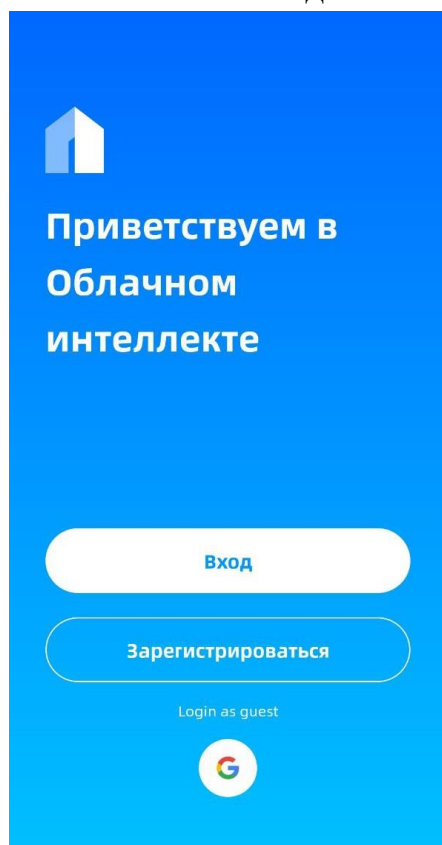 Приветствуем в
Облачном
интеллекте
Вход
Зарегистрироваться
Login as guest
G